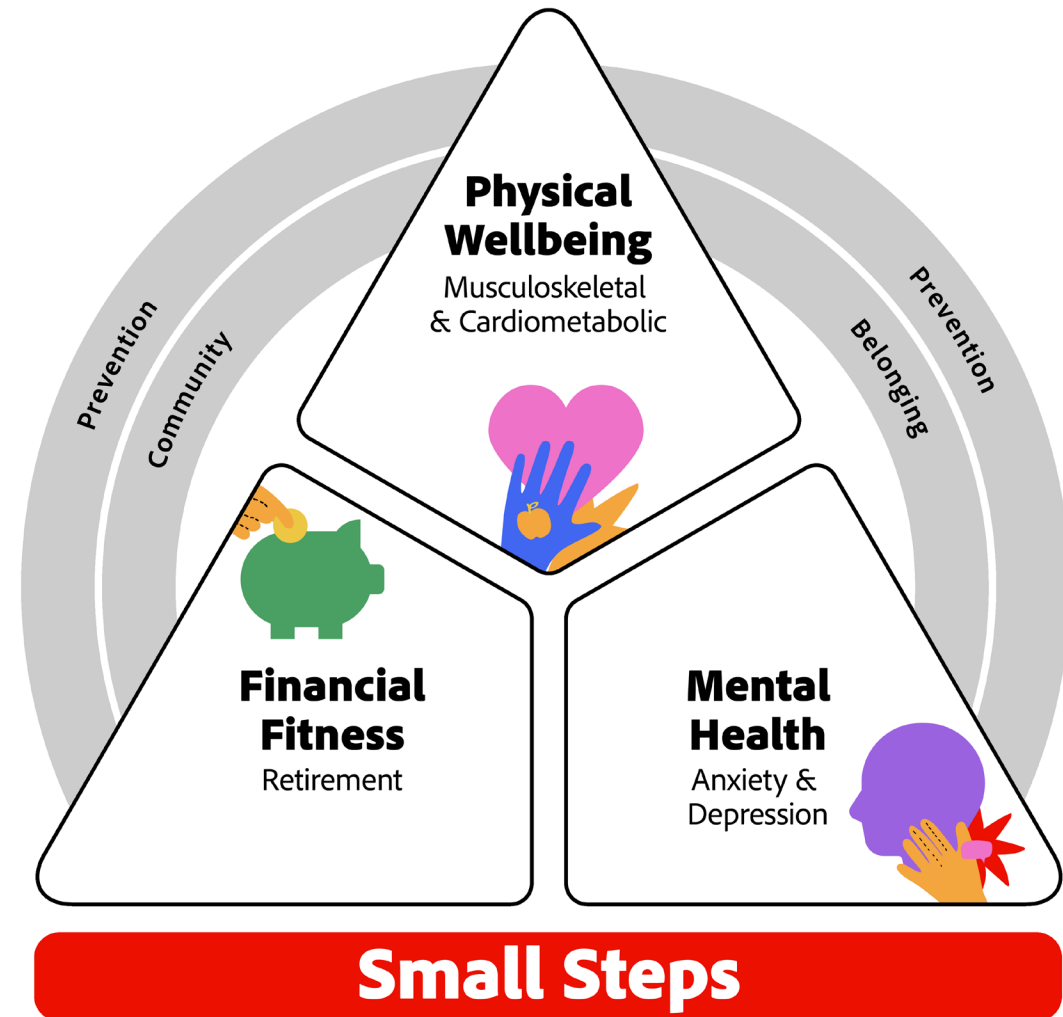 Physical
Wellbeing
Musculoskeletal
& Cardiometabolic
Prevention
Community
Belonging
Prevention
Financial
Fitness
Retirement
Mental
Health
Anxiety &
Depression
Small Steps